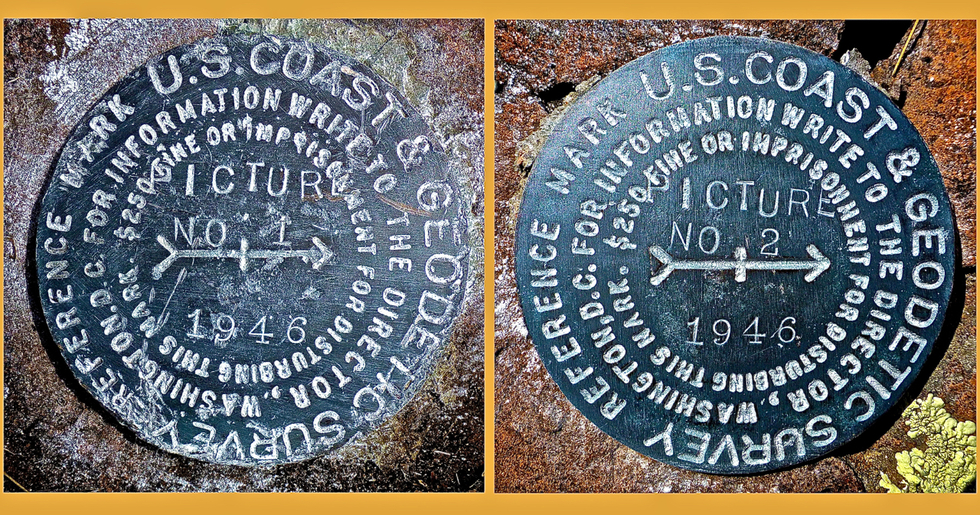 U.S. COAST & GEODETIC SURVEY
REFERENCE MARK
FOR INFORMATION WRITE TO THE DIRECTOR, WASHINGTON, D.C.
$250 FINE OR IMPRISONMENT FOR DISTURBING THIS MARK.
PICTURE
NO 1
1946
U.S. COAST & GEODETIC SURVEY
REFERENCE MARK
FOR INFORMATION WRITE TO THE DIRECTOR, WASHINGTON, D.C.
$250 FINE OR IMPRISONMENT FOR DISTURBING THIS MARK.
PICTURE
NO 2
1946